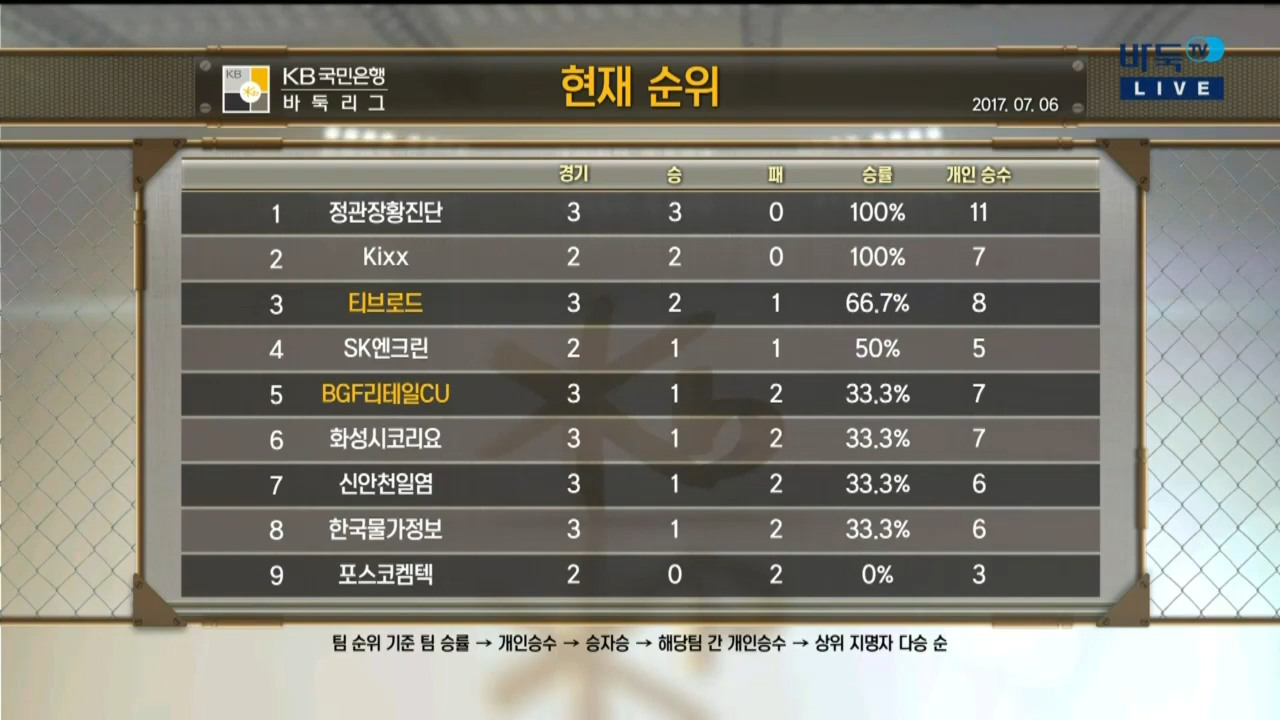 KB
KB국민은행
바둑리그
현재 순위
2017. 07. 06
바둑TV
LIVE
경기 승 패 승률 개인 승수
1 정관장황진단 3 3 0 100% 11
2 Kixx 2 2 0 100% 7
3 티브로드 3 2 1 66.7% 8
4 SK엔크린 2 1 1 50% 5
5 BGF리테일CU 3 1 2 33.3% 7
6 화성시코리요 3 1 2 33.3% 7
7 신안천일염 3 1 2 33.3% 6
8 한국물가정보 3 1 2 33.3% 6
9 포스코켐텍 2 0 2 0% 3
팀 순위 기준 팀 승률 → 개인승수 → 승자승 → 해당팀 간 개인승수 → 상위 지명자 다승 순